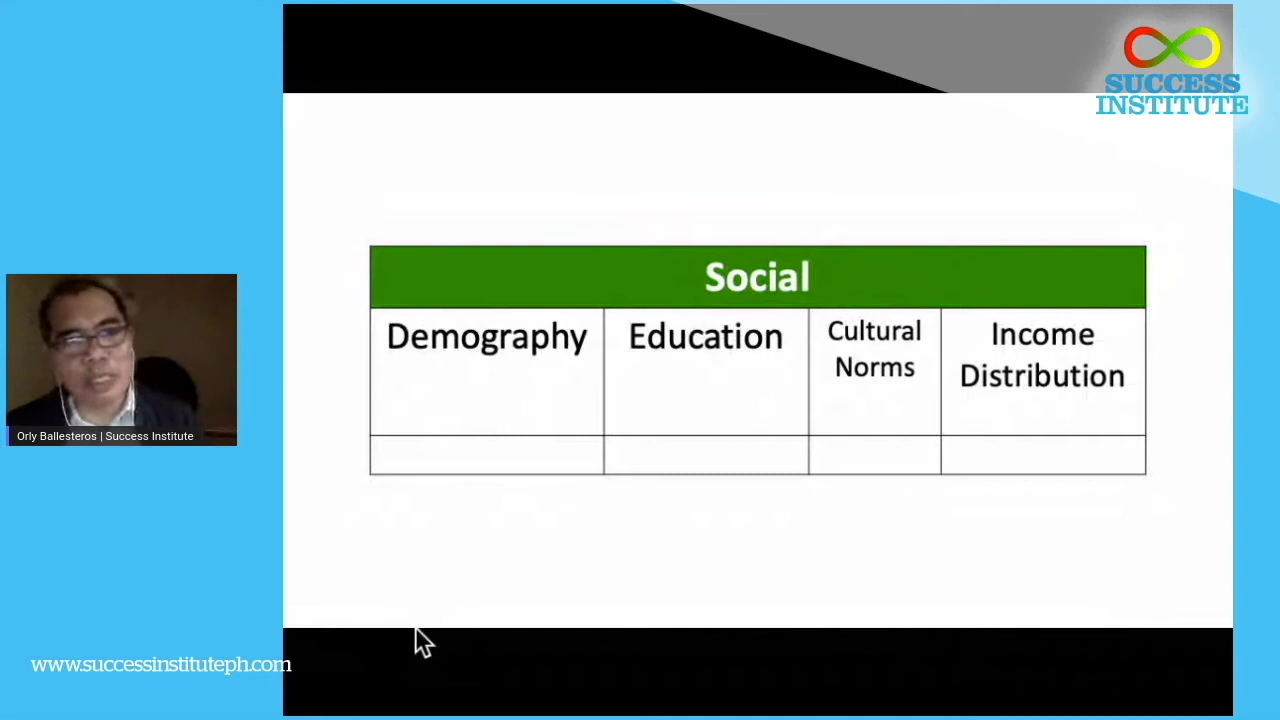 SUCCESS
INSTITUTE
Social
Demography
Education
Cultural
Norms
Income
Distribution
Orly Ballesteros | Success Institute
www.successinstituteph.com